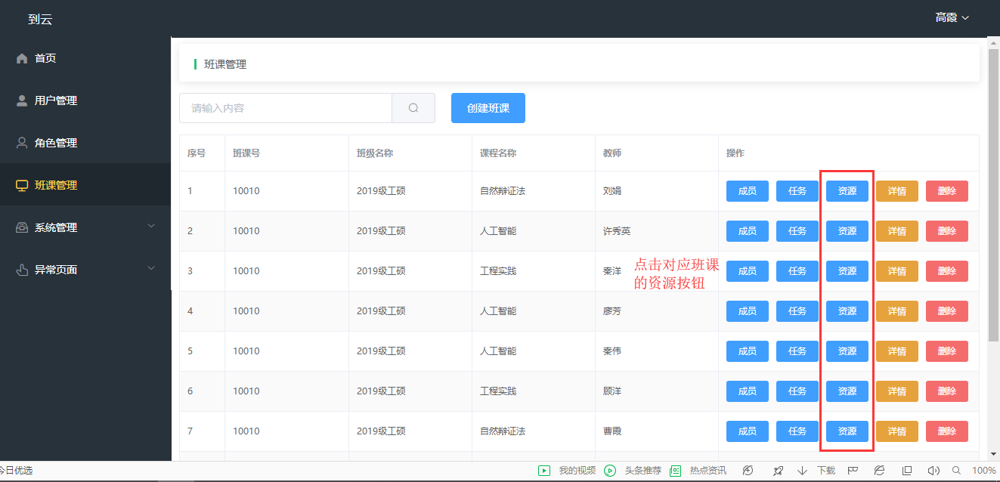 到云
高霞
首页
用户管理
角色管理
班课管理
系统管理
异常页面
班课管理
请输入内容
创建班课
序号 班课号 班级名称 课程名称 教师 操作
1 10010 2019级工硕 自然辩证法 刘娟 成员 任务 资源 详情 删除
2 10010 2019级工硕 人工智能 许秀英 成员 任务 资源 详情 删除
3 10010 2019级工硕 工程实践 秦洋 成员 任务 资源 详情 删除
点击对应班课
的资源按钮
4 10010 2019级工硕 人工智能 廖芳 成员 任务 资源 详情 删除
5 10010 2019级工硕 人工智能 秦伟 成员 任务 资源 详情 删除
6 10010 2019级工硕 工程实践 顾洋 成员 任务 资源 详情 删除
7 10010 2019级工硕 自然辩证法 曹霞 成员 任务 资源 详情 删除
今日优选 我的视频 头条推荐 热点资讯 下载 100%